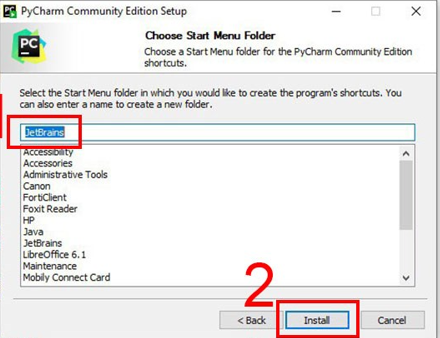 PyCharm Community Edition Setup
PC
Choose Start Menu Folder
Choose a Start Menu folder for the PyCharm Community Edition
shortcuts.
Select the Start Menu folder in which you would like to create the program's shortcuts. You
can also enter a name to create a new folder.
JetBrains
Accessibility
Accessories
Administrative Tools
Canon
FortiClient
Foxit Reader
HP
Java
JetBrains
LibreOffice 6.1
Maintenance
Mobily Connect Card
2
< Back
Install
Cancel